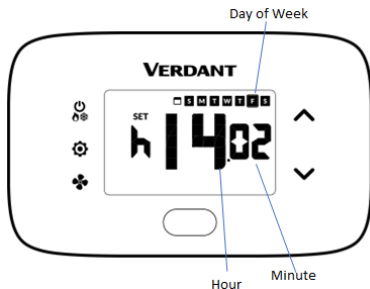 Day of Week
VERDANT
S M T W T F S
SET
h 14.02
Hour
Minute